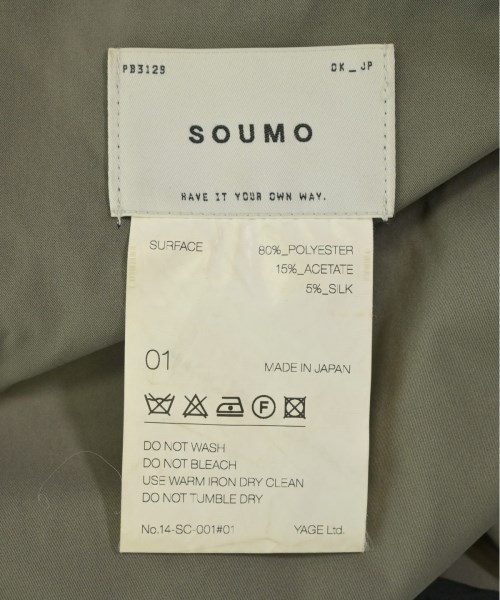 PB3129 DK_JP
SOUMO
HAVE IT YOUR OWN WAY.
SURFACE 80%_POLYESTER
15%_ACETATE
5%_SILK
01 MADE IN JAPAN
F
DO NOT WASH
DO NOT BLEACH
USE WARM IRON DRY CLEAN
DO NOT TUMBLE DRY
No.14-SC-001#01 YAGE Ltd.